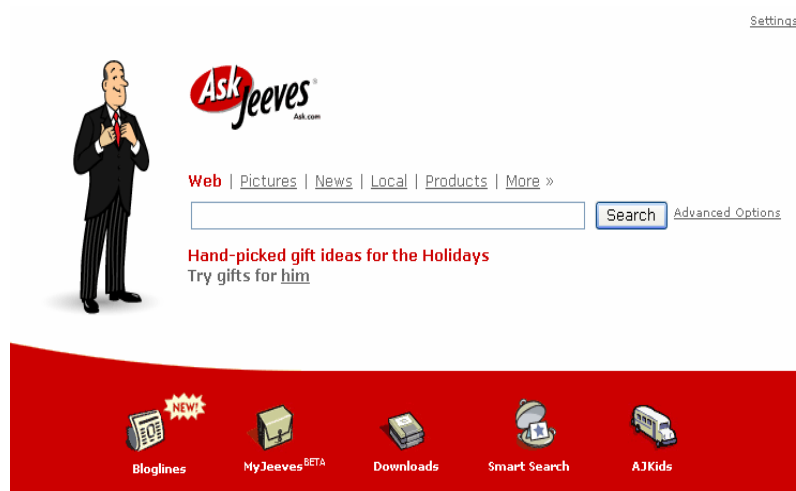 Settings
Ask Jeeves®
Ask.com
Web | Pictures | News | Local | Products | More »
Search Advanced Options
Hand-picked gift ideas for the Holidays
Try gifts for him
NEW!
Bloglines MyJeeves BETA Downloads Smart Search AJKids